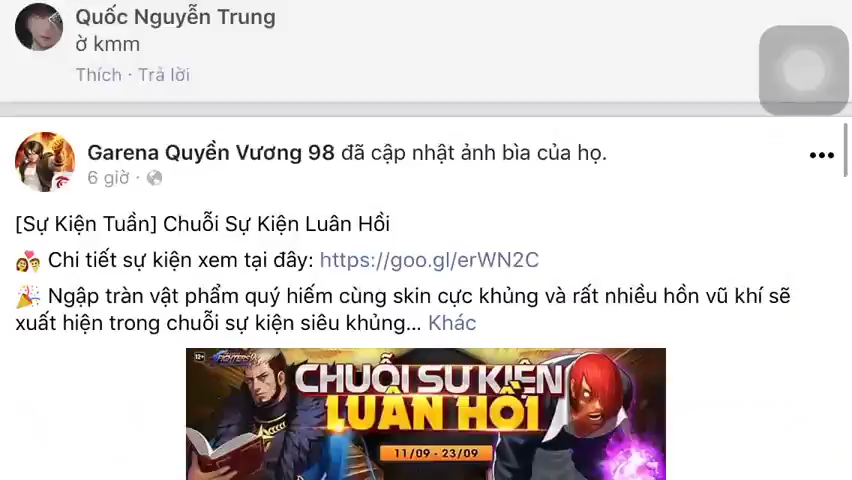 Quốc Nguyễn Trung
ờ kmm
Thích · Trả lời
Garena Quyền Vương 98 đã cập nhật ảnh bìa của họ.
6 giờ ·
[Sự Kiện Tuần] Chuỗi Sự Kiện Luân Hồi
Chi tiết sự kiện xem tại đây: https://goo.gl/erWN2C
Ngập tràn vật phẩm quý hiếm cùng skin cực khủng và rất nhiều hồn vũ khí sẽ
xuất hiện trong chuỗi sự kiện siêu khủng... Khác
12+
CHUỖI SỰ KIỆN
LUÂN HỒI
11/09 - 23/09